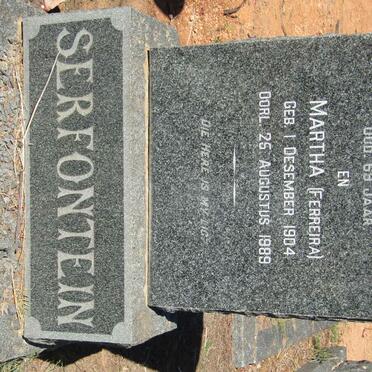 OUD 69 JAAR
EN
MARTHA (FERREIRA)
GEB. 1 DESEMBER 1904
OORL. 25 AUGUSTUS 1989
DIE HERE IS MY LIG
SERFONTEIN